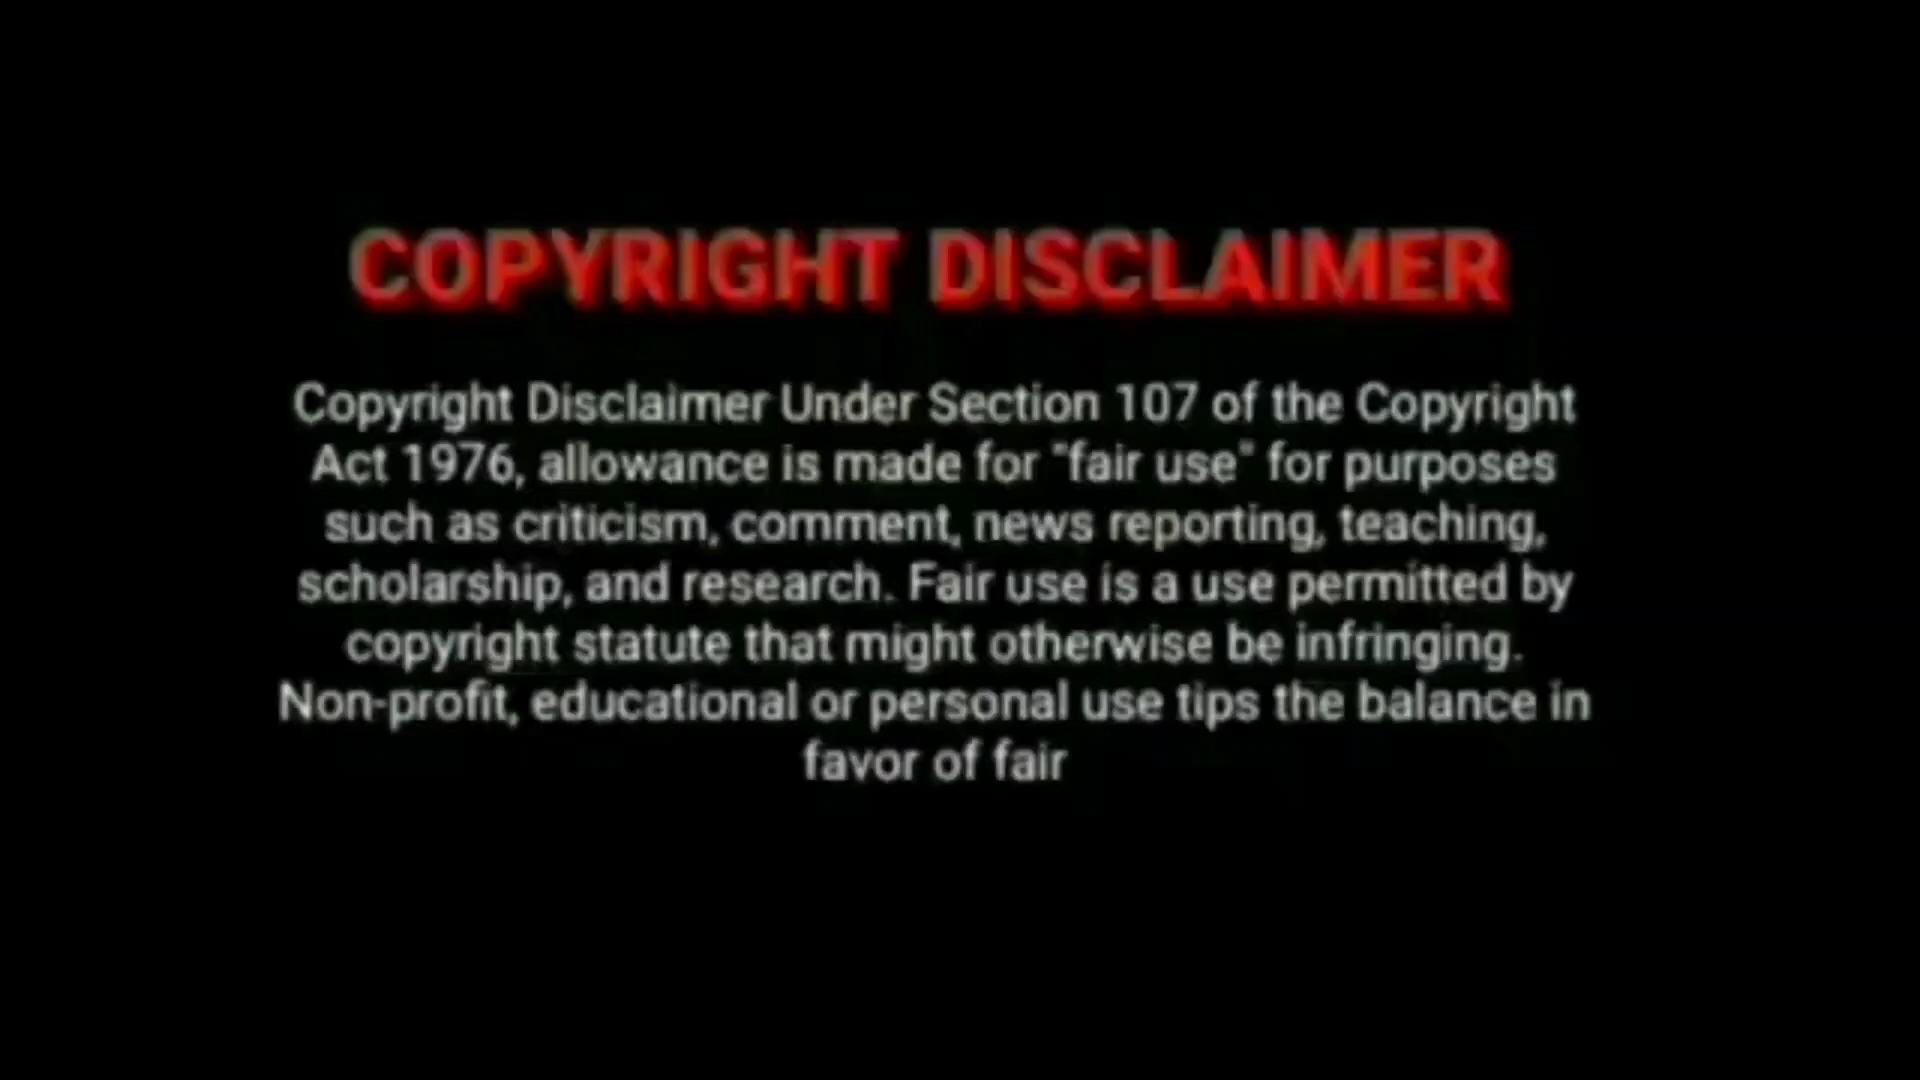 COPYRIGHT DISCLAIMER
Copyright Disclaimer Under Section 107 of the Copyright
Act 1976, allowance is made for "fair use" for purposes
such as criticism, comment, news reporting, teaching,
scholarship, and research. Fair use is a use permitted by
copyright statute that might otherwise be infringing.
Non-profit, educational or personal use tips the balance in
favor of fair